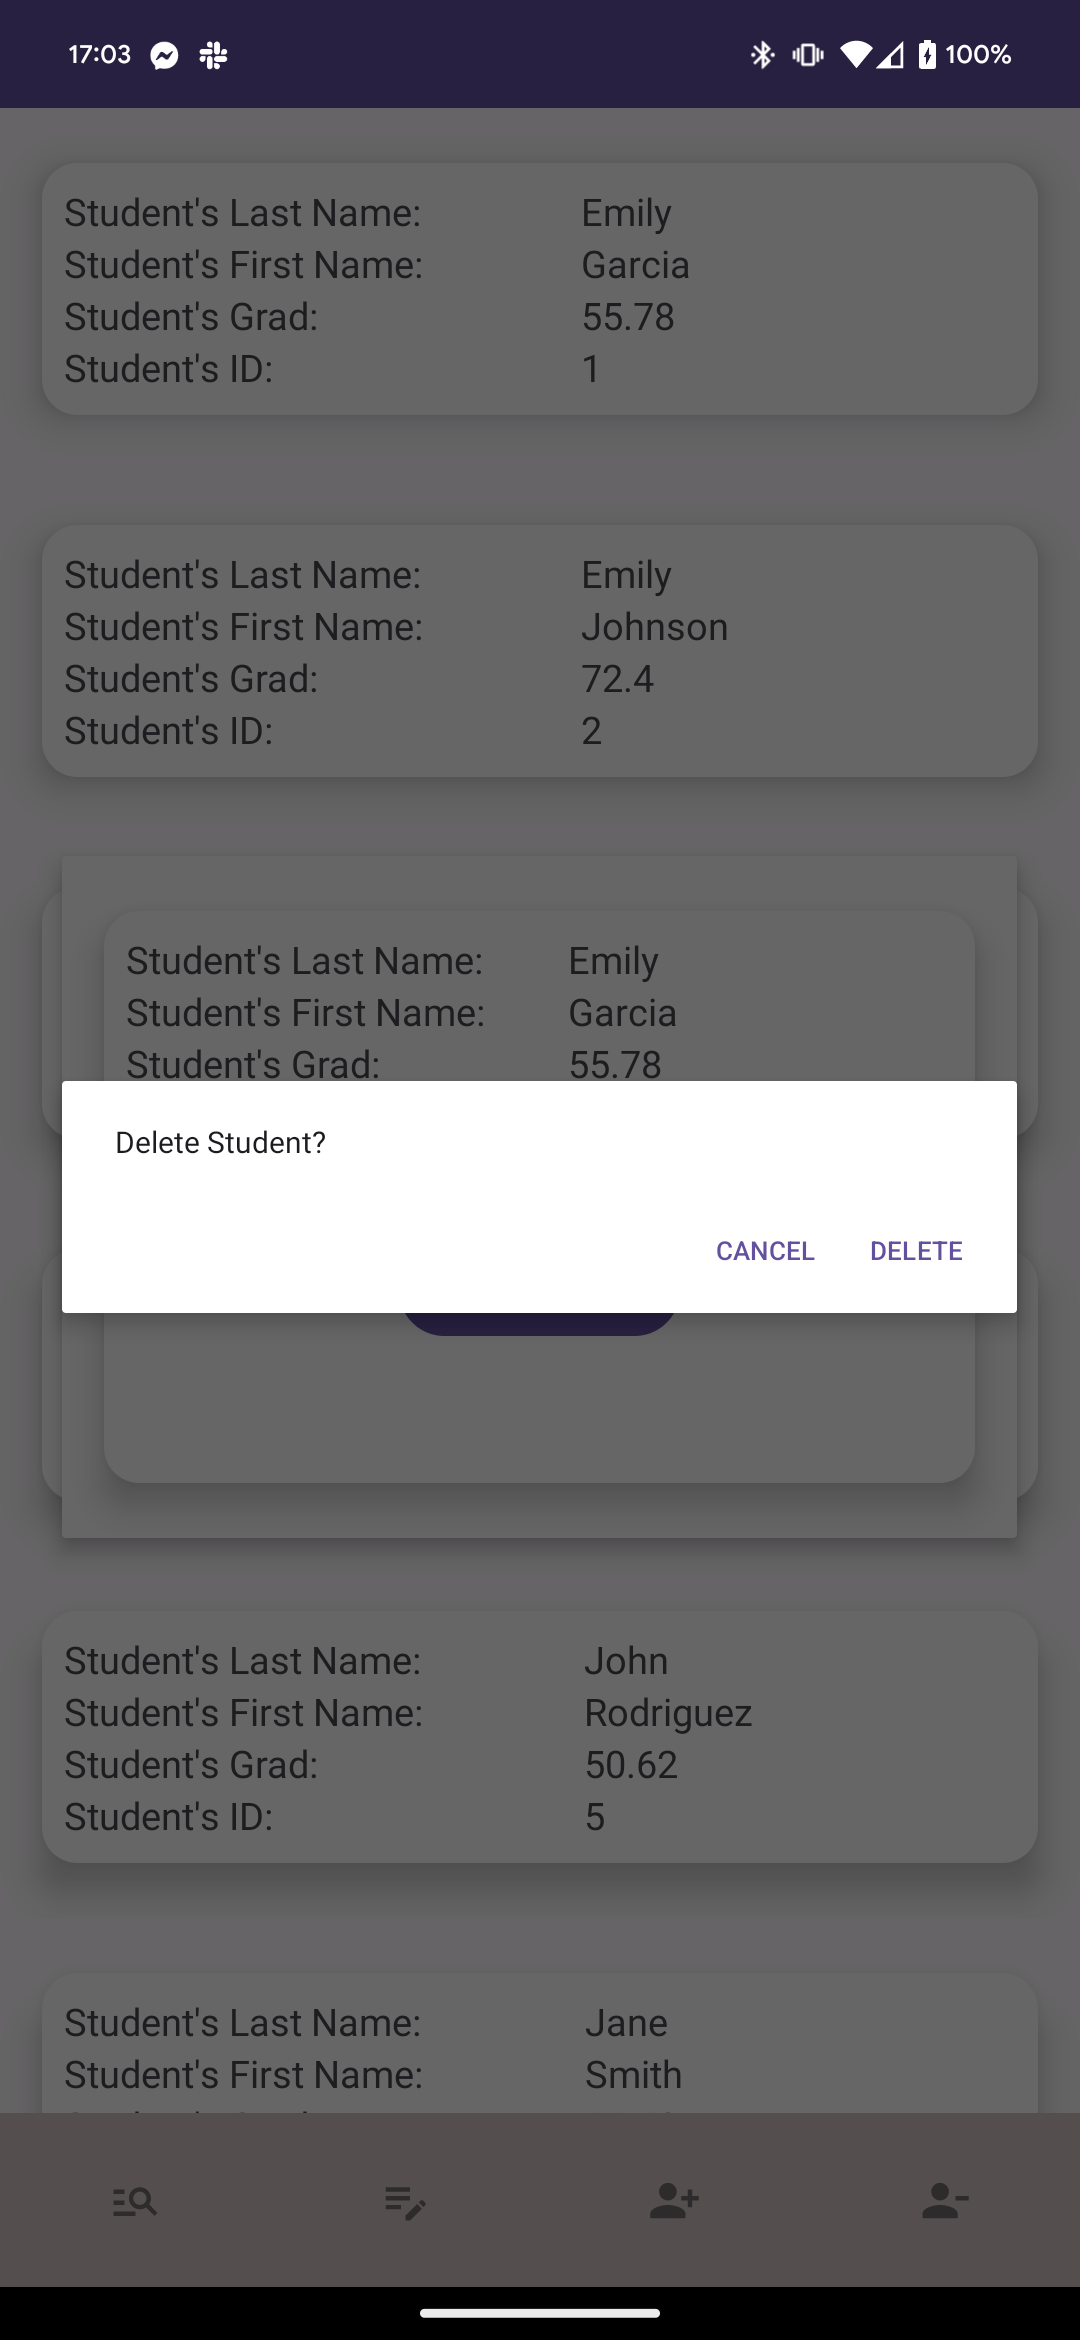 17:03 100%
Student's Last Name: Emily
Student's First Name: Garcia
Student's Grad: 55.78
Student's ID: 1
Student's Last Name: Emily
Student's First Name: Johnson
Student's Grad: 72.4
Student's ID: 2
Student's Last Name: Emily
Student's First Name: Garcia
Student's Grad: 55.78
Delete Student?
CANCEL DELETE
Student's Last Name: John
Student's First Name: Rodriguez
Student's Grad: 50.62
Student's ID: 5
Student's Last Name: Jane
Student's First Name: Smith